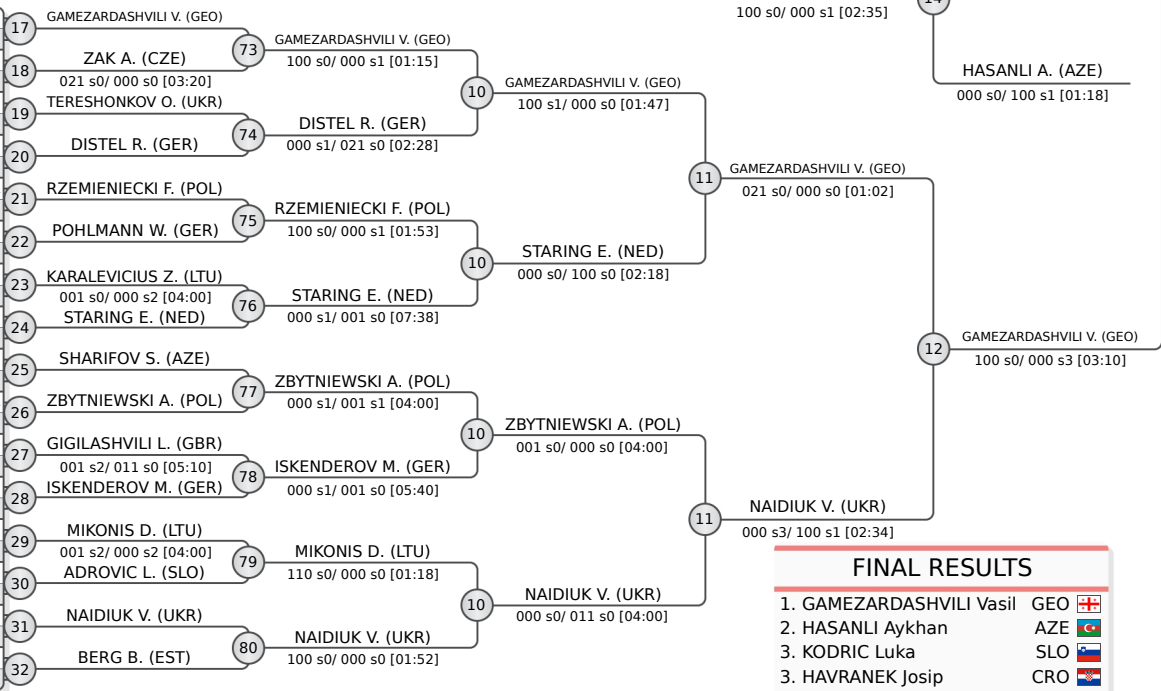 14
100 s0/ 000 s1 [02:35]
HASANLI A. (AZE)
000 s0/ 100 s1 [01:18]
17
GAMEZARDASHVILI V. (GEO)
73
GAMEZARDASHVILI V. (GEO)
100 s0/ 000 s1 [01:15]
18
ZAK A. (CZE)
021 s0/ 000 s0 [03:20]
10
GAMEZARDASHVILI V. (GEO)
100 s1/ 000 s0 [01:47]
19
TERESHONKOV O. (UKR)
74
DISTEL R. (GER)
000 s1/ 021 s0 [02:28]
20
DISTEL R. (GER)
11
GAMEZARDASHVILI V. (GEO)
021 s0/ 000 s0 [01:02]
21
RZEMIENIECKI F. (POL)
75
RZEMIENIECKI F. (POL)
100 s0/ 000 s1 [01:53]
22
POHLMANN W. (GER)
10
STARING E. (NED)
000 s0/ 100 s0 [02:18]
23
KARALEVICIUS Z. (LTU)
001 s0/ 000 s2 [04:00]
76
STARING E. (NED)
000 s1/ 001 s0 [07:38]
24
STARING E. (NED)
12
GAMEZARDASHVILI V. (GEO)
100 s0/ 000 s3 [03:10]
25
SHARIFOV S. (AZE)
77
ZBYTNIEWSKI A. (POL)
000 s1/ 001 s1 [04:00]
26
ZBYTNIEWSKI A. (POL)
10
ZBYTNIEWSKI A. (POL)
001 s0/ 000 s0 [04:00]
27
GIGILASHVILI L. (GBR)
001 s2/ 011 s0 [05:10]
78
ISKENDEROV M. (GER)
000 s1/ 001 s0 [05:40]
28
ISKENDEROV M. (GER)
11
NAIDIUK V. (UKR)
000 s3/ 100 s1 [02:34]
29
MIKONIS D. (LTU)
001 s2/ 000 s2 [04:00]
79
MIKONIS D. (LTU)
110 s0/ 000 s0 [01:18]
30
ADROVIC L. (SLO)
10
NAIDIUK V. (UKR)
000 s0/ 011 s0 [04:00]
31
NAIDIUK V. (UKR)
80
NAIDIUK V. (UKR)
100 s0/ 000 s0 [01:52]
32
BERG B. (EST)
FINAL RESULTS
1. GAMEZARDASHVILI Vasil GEO
2. HASANLI Aykhan AZE
3. KODRIC Luka SLO
3. HAVRANEK Josip CRO